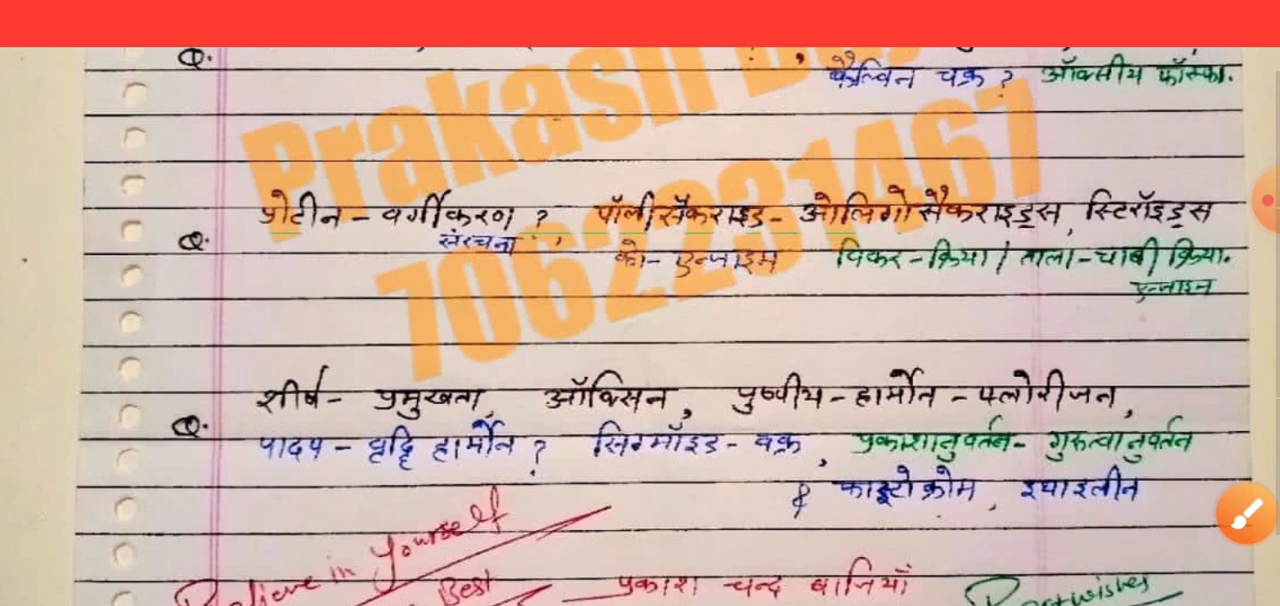 Q.
कैल्विन चक्र? ऑक्सीय फॉस्फो.
Prakash
7062231467
प्रोटीन - वर्गीकरण? पॉलीसैकराइड - ओलिगोसैकराइड्स, स्टिरॉइड्स
Q. संरचना ? , को-एन्जाइम विकर-क्रिया / ताला-चाबी क्रिया.
एन्जाइम
शीर्ष - प्रमुखता ऑक्सिन, पुष्पीय-हार्मोन - फ्लोरीजन,
Q. पादप - वृद्धि हार्मोन? सिग्मॉइड - वक्र, प्रकाशानुवर्तन - गुरुत्वानुवर्तन
& फाइटोक्रोम, इथाइलीन
Believe in Yourself
Best प्रकाश चन्द बाजियाँ Best wishes